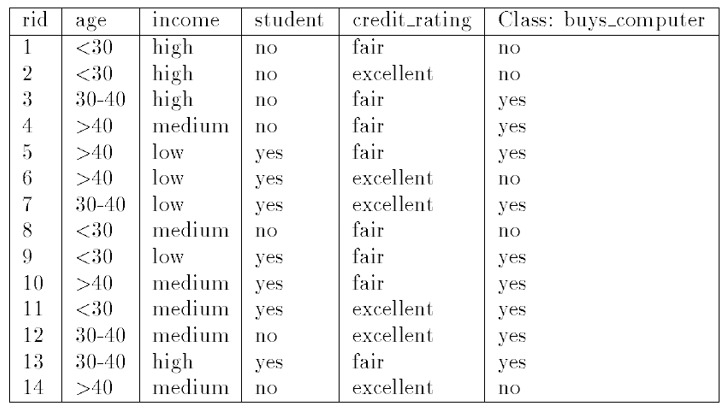 rid age income student credit_rating Class: buys_computer
1 <30 high no fair no
2 <30 high no excellent no
3 30-40 high no fair yes
4 >40 medium no fair yes
5 >40 low yes fair yes
6 >40 low yes excellent no
7 30-40 low yes excellent yes
8 <30 medium no fair no
9 <30 low yes fair yes
10 >40 medium yes fair yes
11 <30 medium yes excellent yes
12 30-40 medium no excellent yes
13 30-40 high yes fair yes
14 >40 medium no excellent no